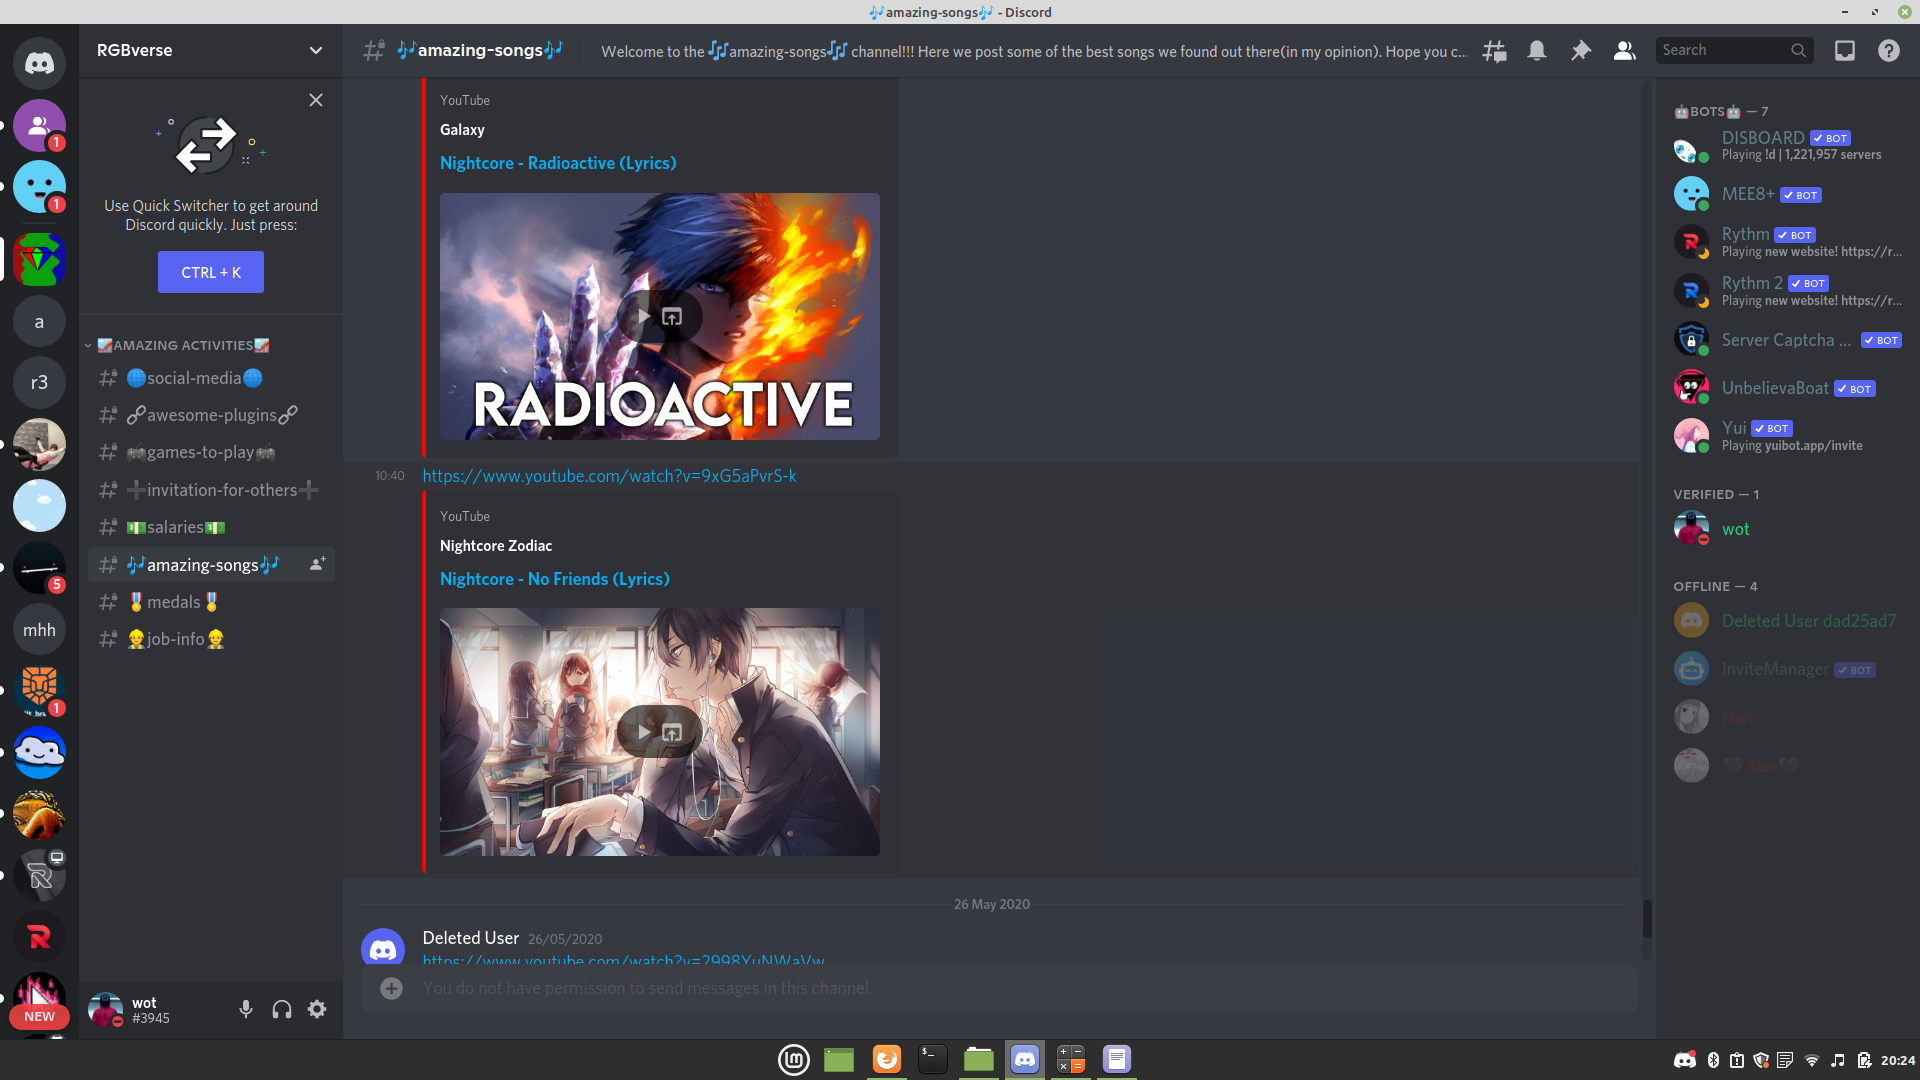 🎶amazing-songs🎶 - Discord
RGBverse
🎶amazing-songs🎶
Welcome to the 🎶amazing-songs🎶 channel!!! Here we post some of the best songs we found out there(in my opinion). Hope you c...
Search
Use Quick Switcher to get around
Discord quickly. Just press:
CTRL + K
AMAZING ACTIVITIES
🌐social-media🌐
🔗awesome-plugins🔗
🎮games-to-play🎮
➕invitation-for-others➕
💵salaries💵
🎶amazing-songs🎶
🏅medals🏅
👷job-info👷
1
1
a
r3
5
mhh
1
NEW
wot
#3945
YouTube
Galaxy
Nightcore - Radioactive (Lyrics)
RADIOACTIVE
10:40
https://www.youtube.com/watch?v=9xG5aPvrS-k
YouTube
Nightcore Zodiac
Nightcore - No Friends (Lyrics)
26 May 2020
Deleted User 26/05/2020
https://www.youtube.com/watch?v=2998YuNWaVw
You do not have permission to send messages in this channel.
🤖BOTS🤖 — 7
DISBOARD ✓ BOT
Playing !d | 1,221,957 servers
MEE8+ ✓ BOT
Rythm ✓ BOT
Playing new website! https://r...
Rythm 2 ✓ BOT
Playing new website! https://r...
Server Captcha ... ✓ BOT
UnbelievaBoat ✓ BOT
Yui ✓ BOT
Playing yuibot.app/invite
VERIFIED — 1
wot
OFFLINE — 4
Deleted User dad25ad7
InviteManager ✓ BOT
Nafi
🖤Alex🖤
20:24